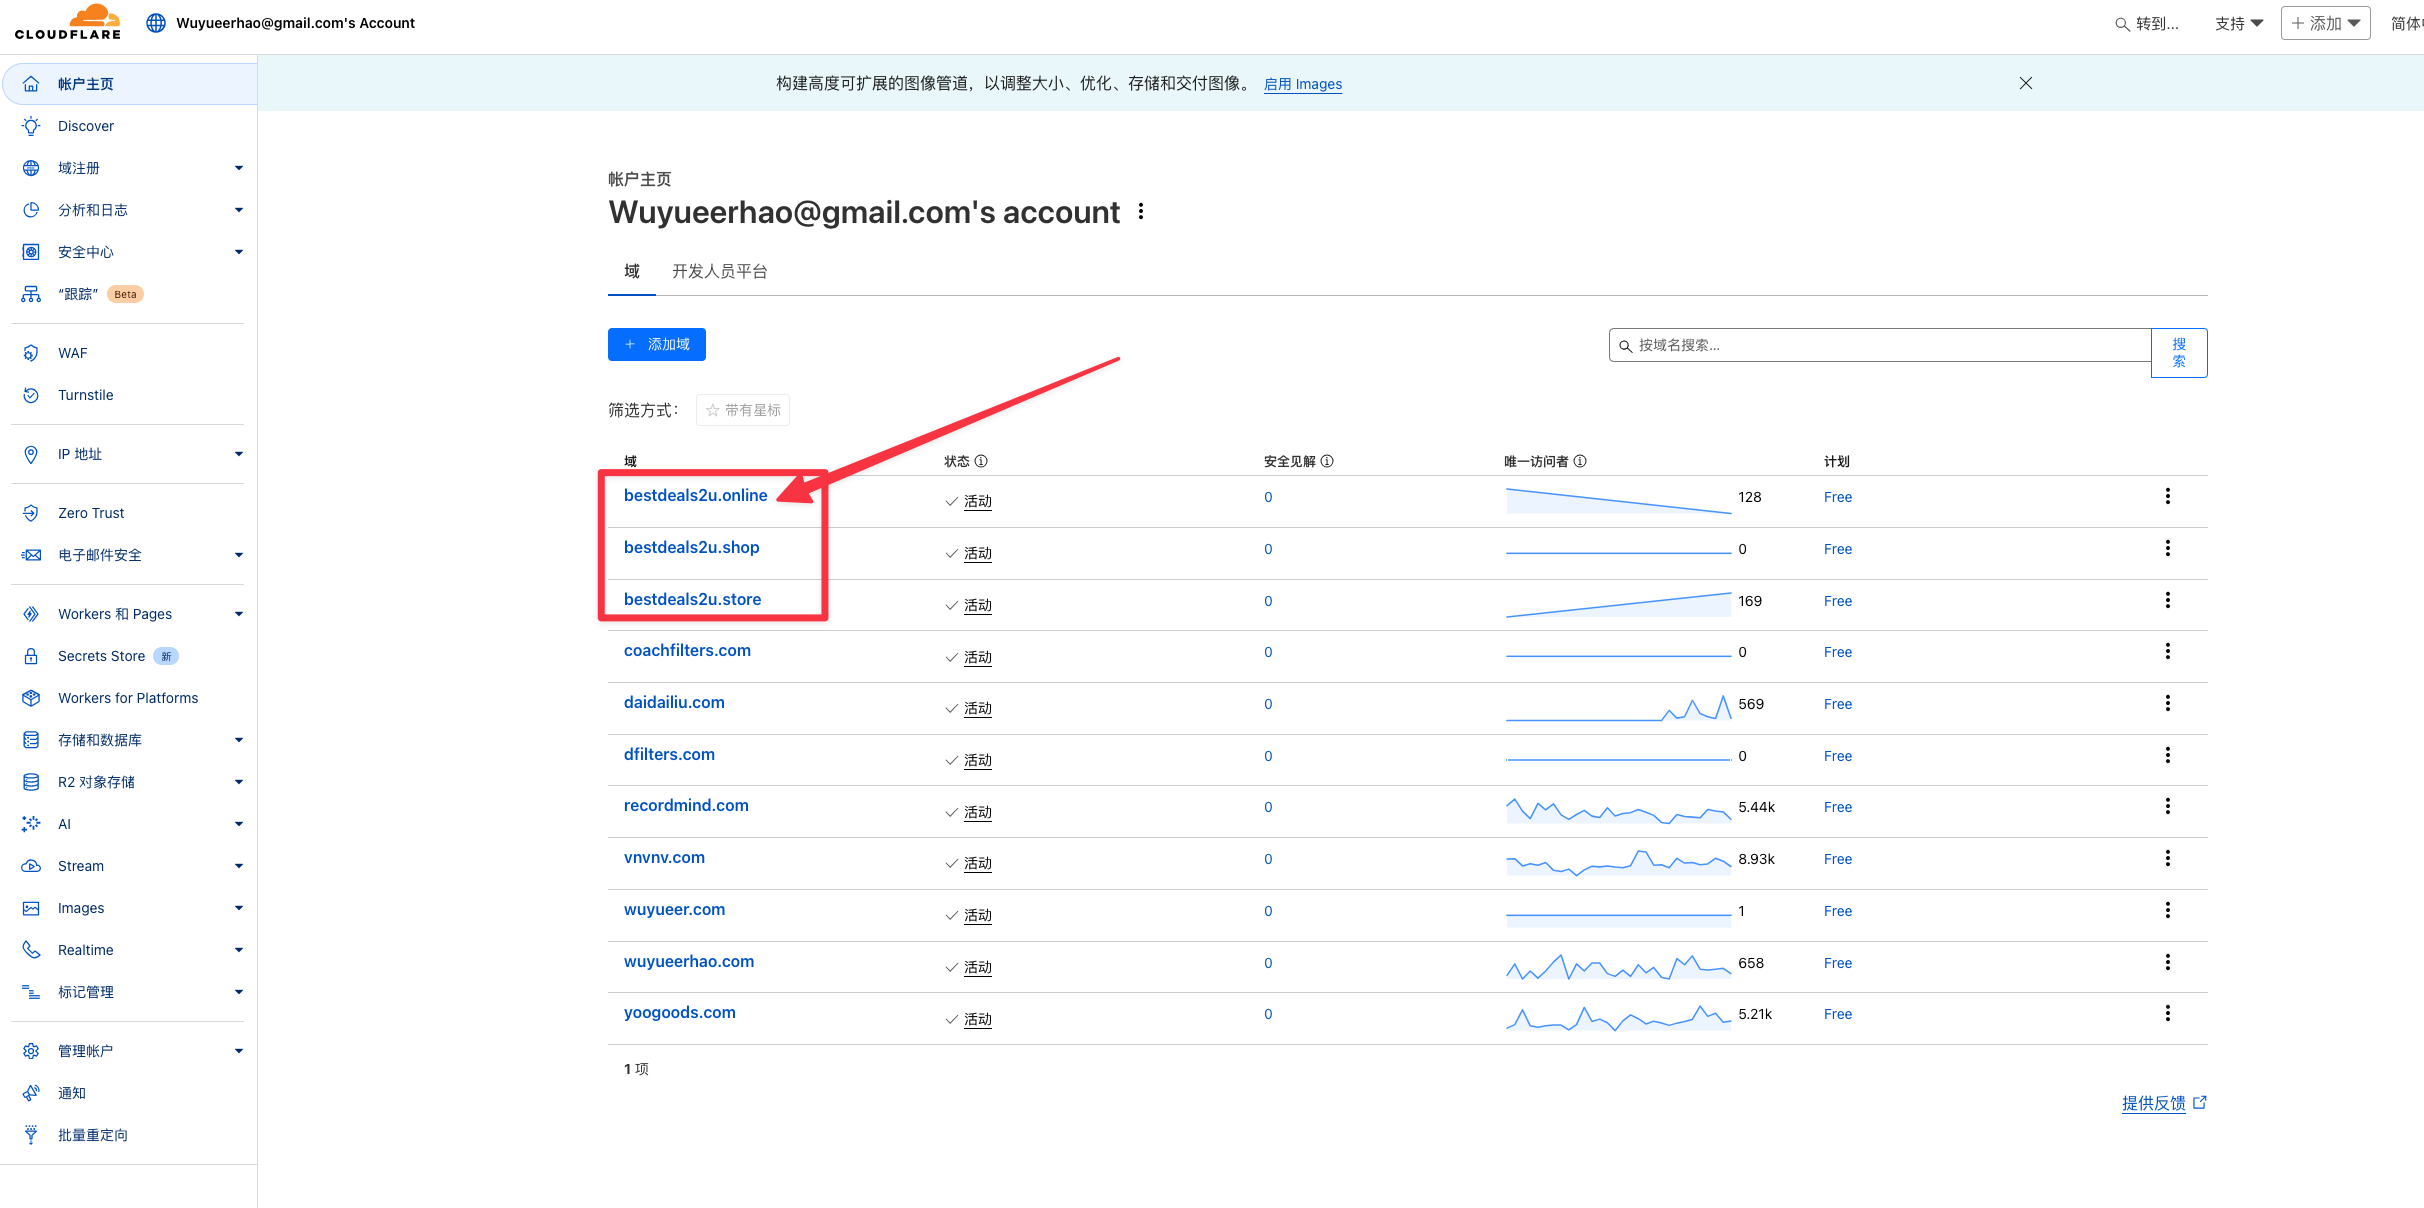 CLOUDFLARE
Wuyueerhao@gmail.com's Account
转到...
支持
添加
简体
帐户主页
Discover
域注册
分析和日志
安全中心
“跟踪” Beta
WAF
Turnstile
IP 地址
Zero Trust
电子邮件安全
Workers 和 Pages
Secrets Store 新
Workers for Platforms
存储和数据库
R2 对象存储
AI
Stream
Images
Realtime
标记管理
管理帐户
通知
批量重定向
构建高度可扩展的图像管道，以调整大小、优化、存储和交付图像。 启用 Images
帐户主页
Wuyueerhao@gmail.com's account
域 开发人员平台
+ 添加域
按域名搜索...
搜
索
筛选方式： 带有星标
域 状态 安全见解 唯一访问者 计划
bestdeals2u.online 活动 0 128 Free
bestdeals2u.shop 活动 0 0 Free
bestdeals2u.store 活动 0 169 Free
coachfilters.com 活动 0 0 Free
daidailiu.com 活动 0 569 Free
dfilters.com 活动 0 0 Free
recordmind.com 活动 0 5.44k Free
vnvnv.com 活动 0 8.93k Free
wuyueer.com 活动 0 1 Free
wuyueerhao.com 活动 0 658 Free
yoogoods.com 活动 0 5.21k Free
1 项
提供反馈